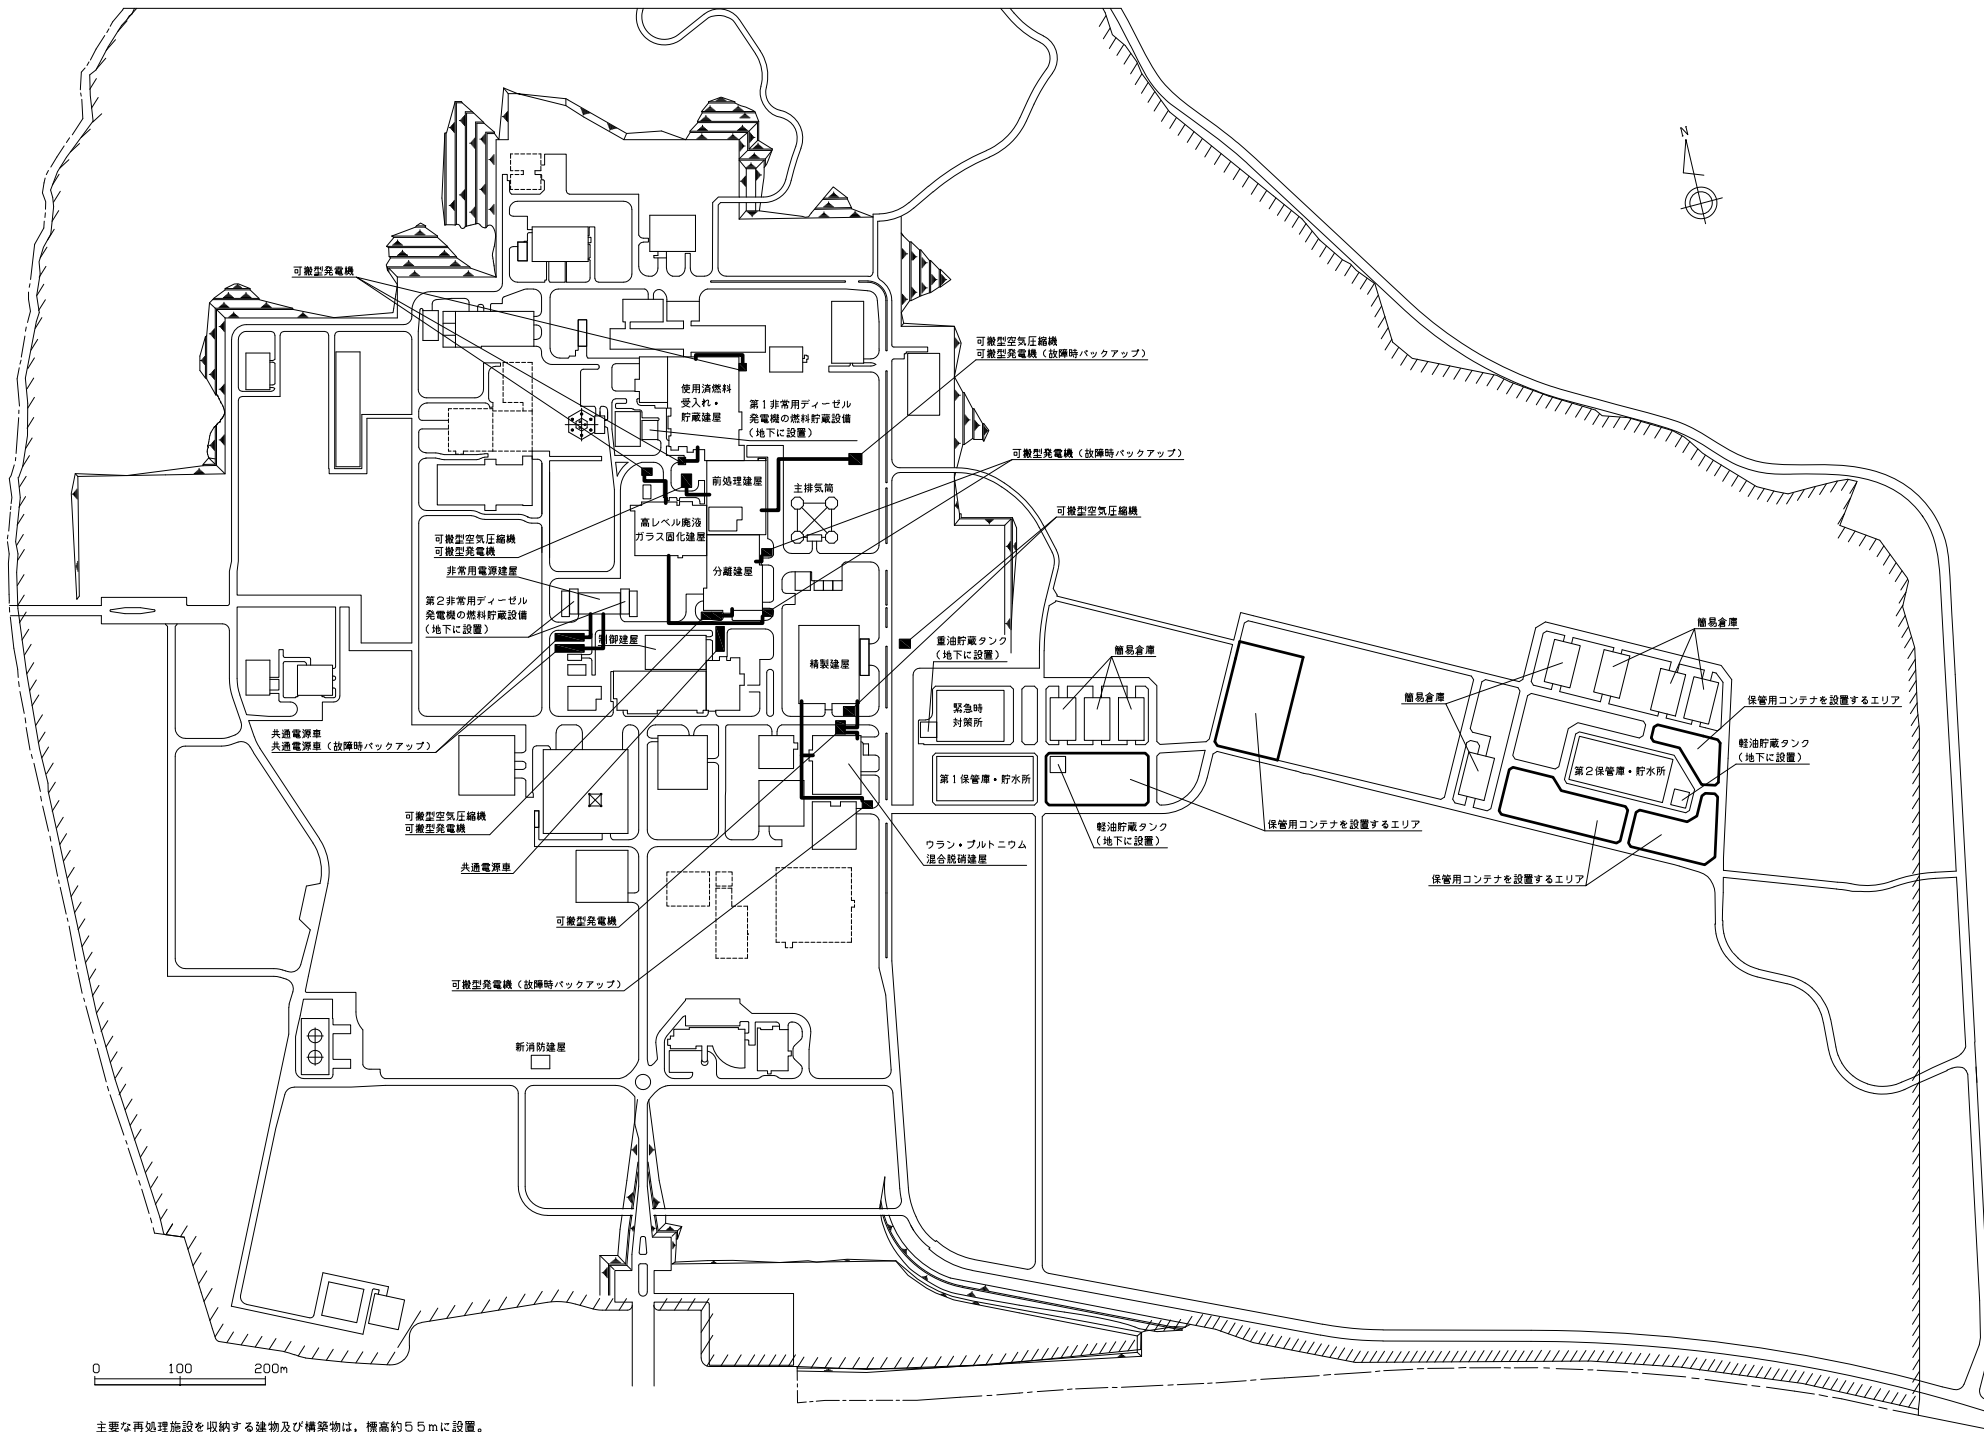 N
可搬型発電機
可搬型空気圧縮機
可搬型発電機（故障時バックアップ）
使用済燃料
受入れ・
貯蔵建屋
第１非常用ディーゼル
発電機の燃料貯蔵設備
（地下に設置）
可搬型発電機（故障時バックアップ）
前処理建屋
主排気筒
可搬型空気圧縮機
高レベル廃液
ガラス固化建屋
可搬型空気圧縮機
可搬型発電機
非常用電源建屋
分離建屋
第２非常用ディーゼル
発電機の燃料貯蔵設備
（地下に設置）
制御建屋
精製建屋
重油貯蔵タンク
（地下に設置）
簡易倉庫
簡易倉庫
簡易倉庫
保管用コンテナを設置するエリア
緊急時
対策所
共通電源車
共通電源車（故障時バックアップ）
軽油貯蔵タンク
（地下に設置）
第１保管庫・貯水所
第２保管庫・貯水所
可搬型空気圧縮機
可搬型発電機
軽油貯蔵タンク
（地下に設置）
保管用コンテナを設置するエリア
ウラン・プルトニウム
混合脱硝建屋
共通電源車
保管用コンテナを設置するエリア
可搬型発電機
可搬型発電機（故障時バックアップ）
新消防建屋
0 100 200m
主要な再処理施設を収納する建物及び構築物は，標高約５５ｍに設置。